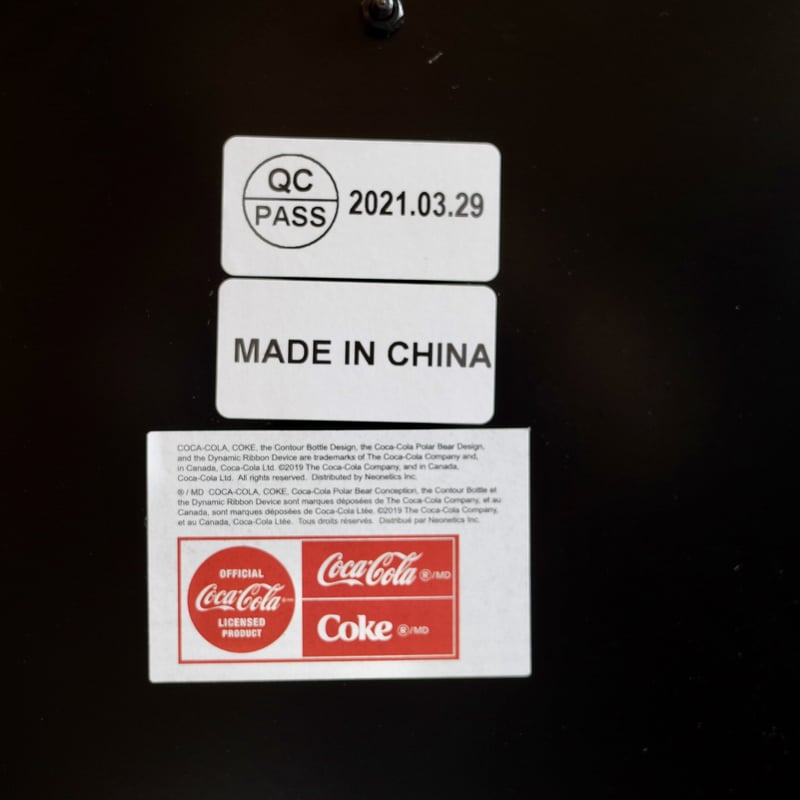 QC
PASS
2021.03.29
MADE IN CHINA
COCA-COLA, COKE, the Contour Bottle Design, the Coca-Cola Polar Bear Design,
and the Dynamic Ribbon Device are trademarks of The Coca-Cola Company and,
in Canada, Coca-Cola Ltd. ©2019 The Coca-Cola Company, and in Canada,
Coca-Cola Ltd. All rights reserved. Distributed by Neonetics Inc.
® / MD COCA-COLA, COKE, Coca-Cola Polar Bear Conception, the Contour Bottle et
the Dynamic Ribbon Device sont marques déposées de The Coca-Cola Company, et au
Canada, sont marques déposées de Coca-Cola Ltée. ©2019 The Coca-Cola Company,
et au Canada, Coca-Cola Ltée. Tous droits réservés. Distribué par Neonetics Inc.
OFFICIAL
Coca-Cola
LICENSED
PRODUCT
Coca-Cola ®/MD
Coke ®/MD